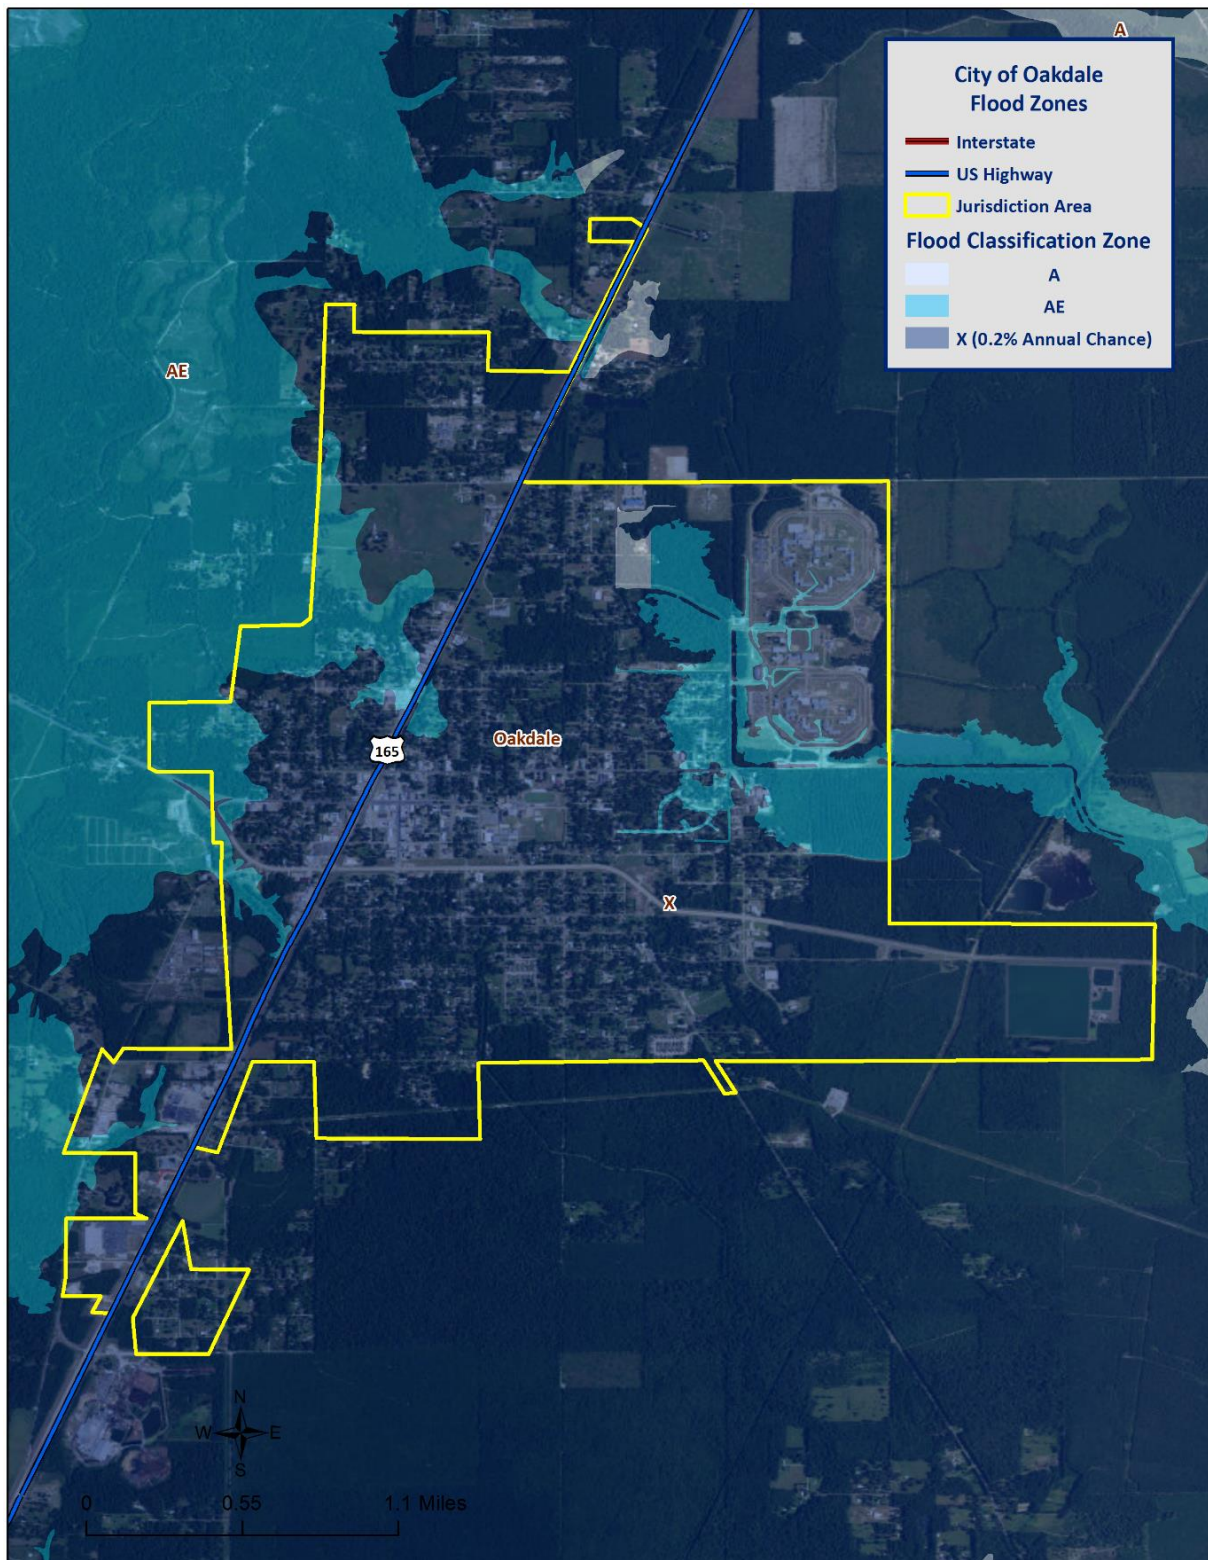 A
City of Oakdale
Flood Zones
Interstate
US Highway
Jurisdiction Area
Flood Classification Zone
A
AE
X (0.2% Annual Chance)
AE
Oakdale
165
X
N
W E
S
0 0.55 1.1 Miles